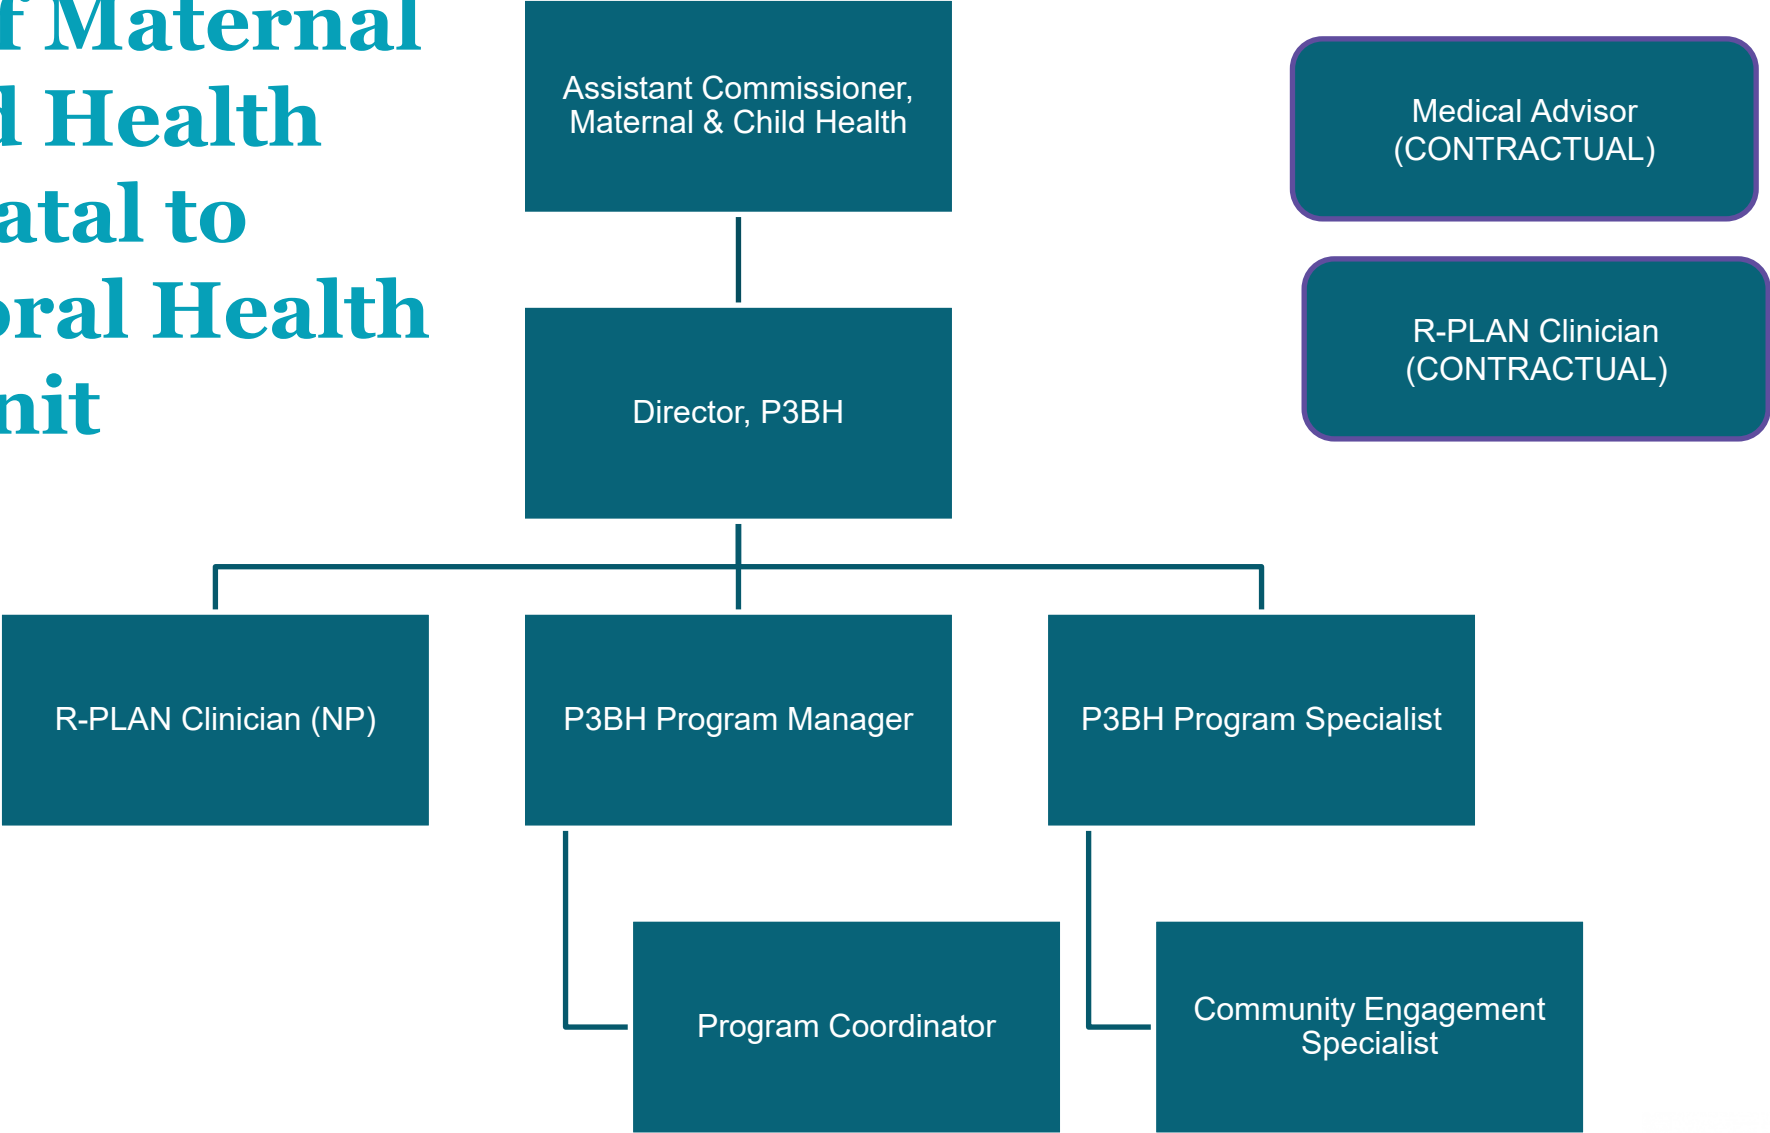 f Maternal
d Health
atal to
oral Health
nit
Assistant Commissioner,
Maternal & Child Health
Medical Advisor
(CONTRACTUAL)
R-PLAN Clinician
(CONTRACTUAL)
Director, P3BH
R-PLAN Clinician (NP)
P3BH Program Manager
P3BH Program Specialist
Program Coordinator
Community Engagement
Specialist